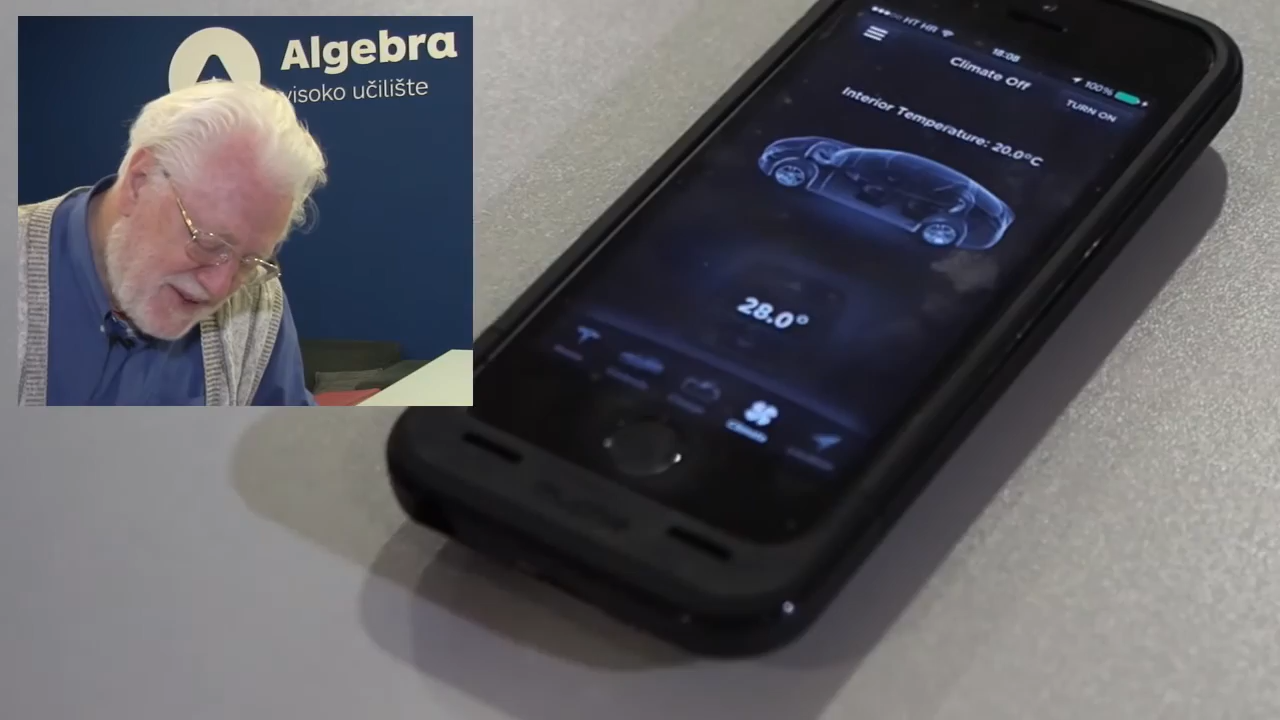 Algebra
visoko učilište
HT HR
18:08
100%
Climate Off
TURN ON
Interior Temperature: 20.0°C
28.0°
Climate